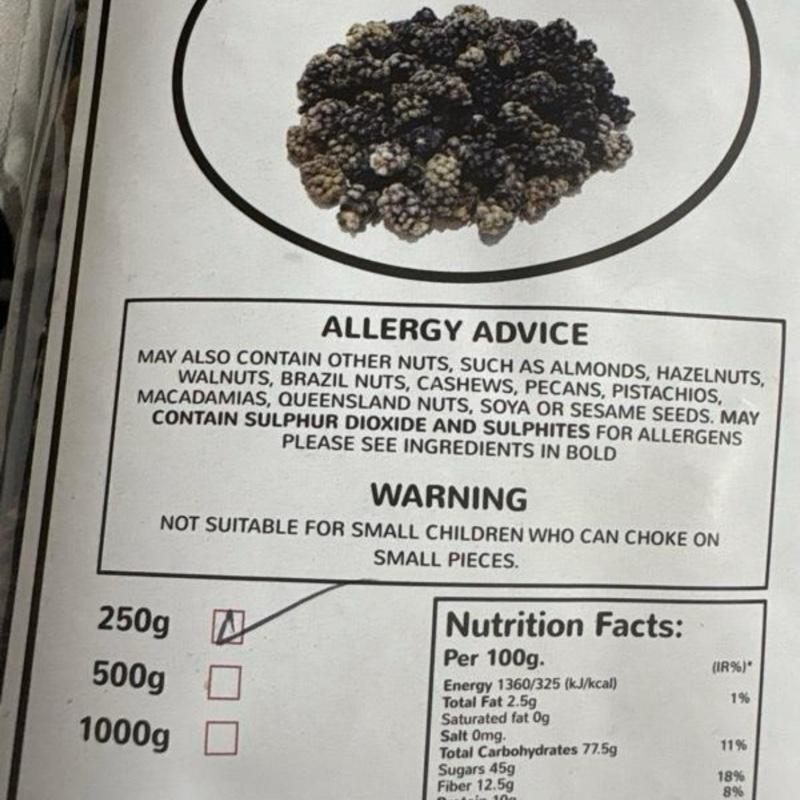 ALLERGY ADVICE
MAY ALSO CONTAIN OTHER NUTS, SUCH AS ALMONDS, HAZELNUTS,
WALNUTS, BRAZIL NUTS, CASHEWS, PECANS, PISTACHIOS,
MACADAMIAS, QUEENSLAND NUTS, SOYA OR SESAME SEEDS. MAY
CONTAIN SULPHUR DIOXIDE AND SULPHITES FOR ALLERGENS
PLEASE SEE INGREDIENTS IN BOLD
WARNING
NOT SUITABLE FOR SMALL CHILDREN WHO CAN CHOKE ON
SMALL PIECES.
250g
500g
1000g
Nutrition Facts:
Per 100g. (IR%)*
Energy 1360/325 (kJ/kcal)
Total Fat 2.5g 1%
Saturated fat 0g
Salt 0mg.
Total Carbohydrates 77.5g 11%
Sugars 45g 18%
Fiber 12.5g 8%
Protein 10g